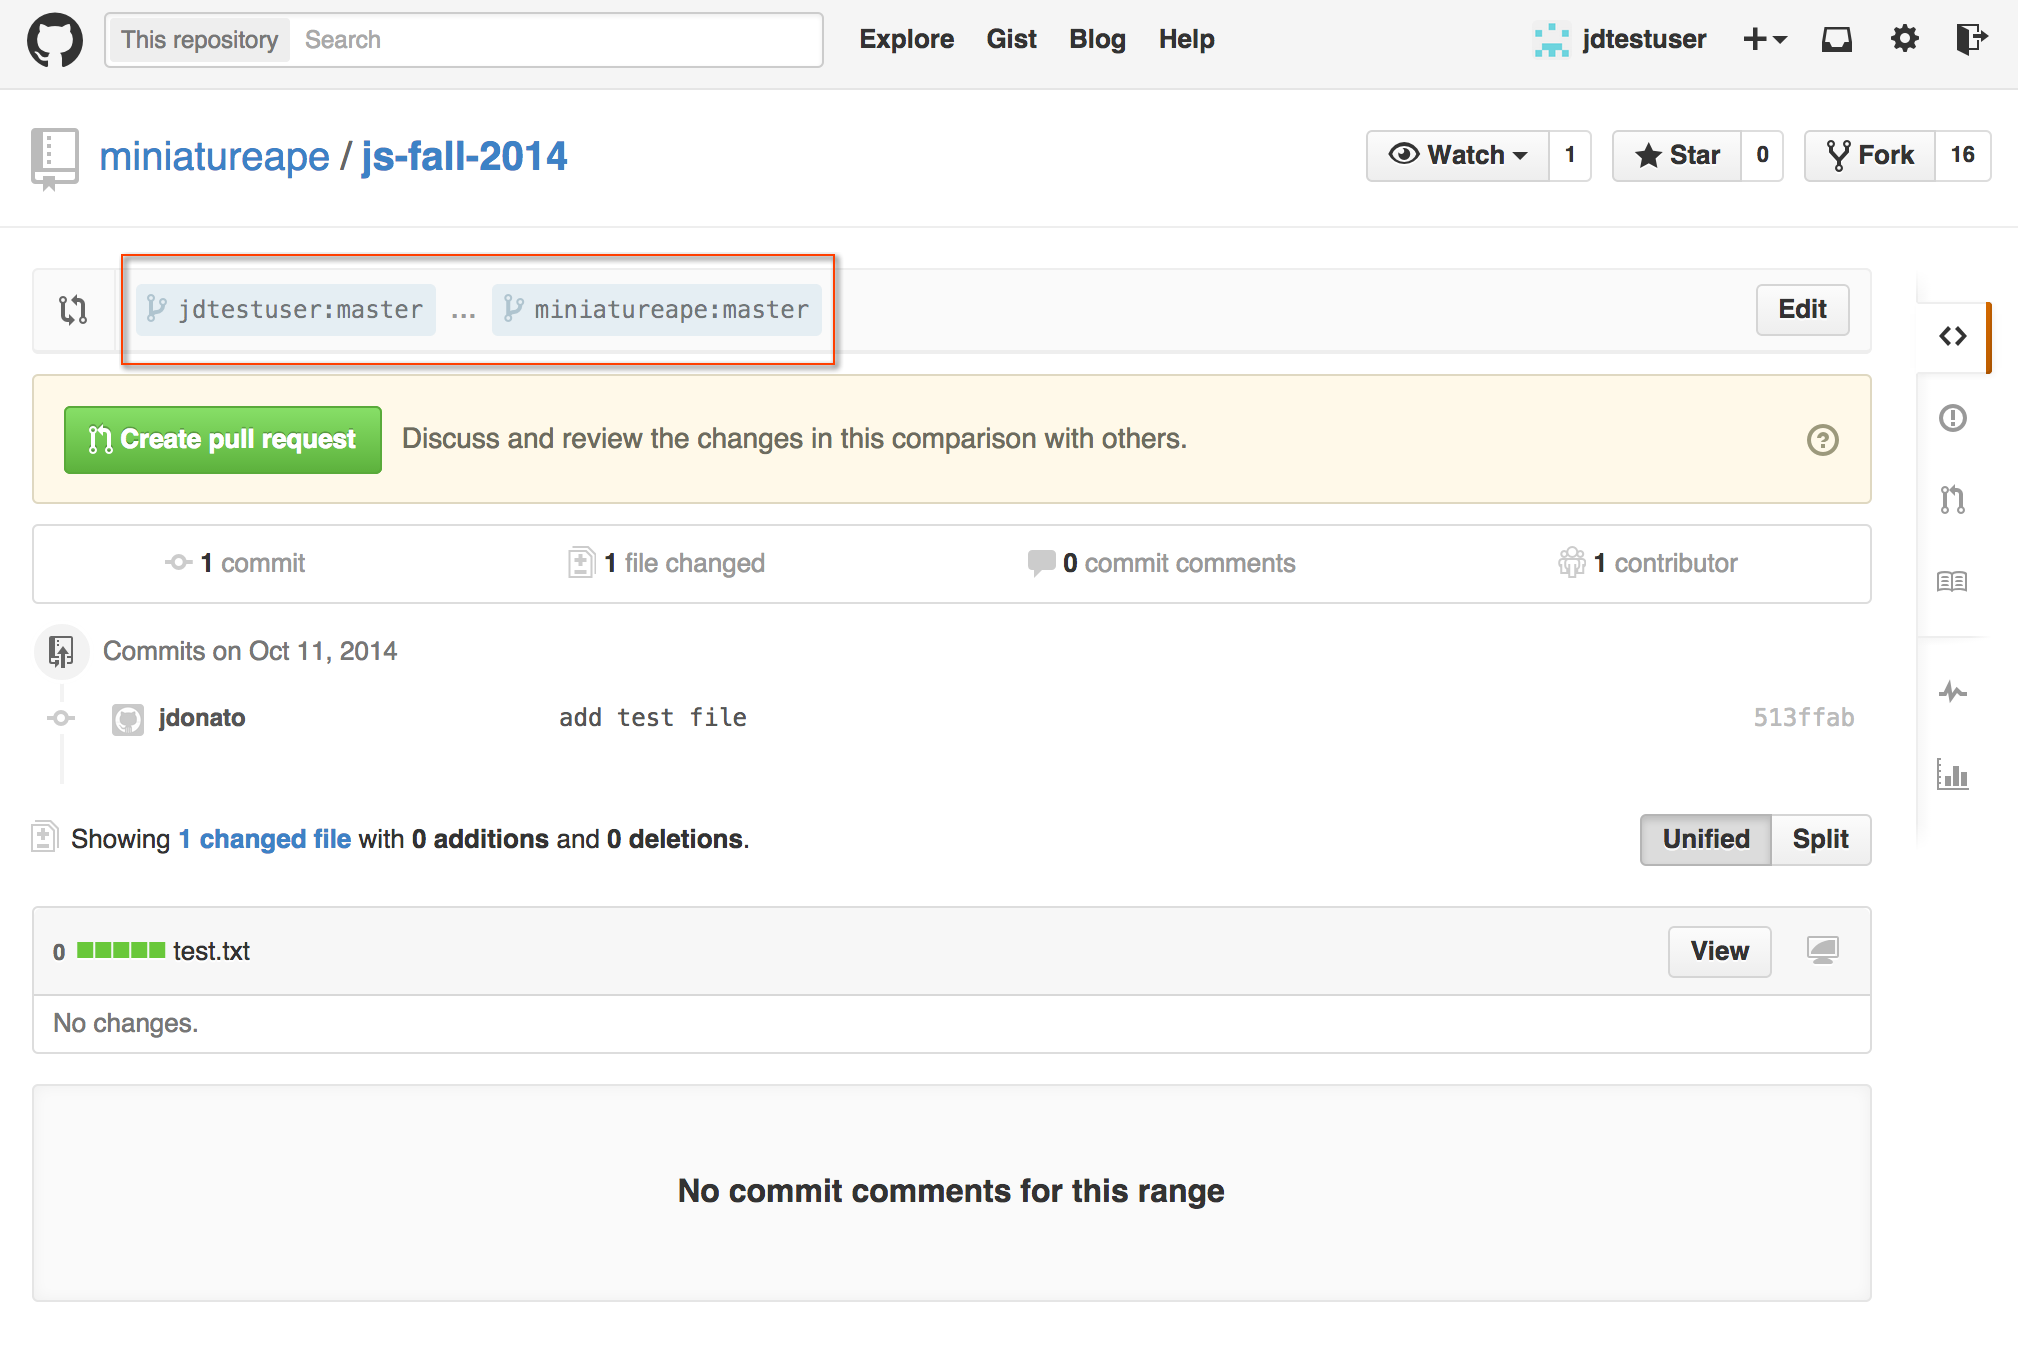 This repository Search Explore Gist Blog Help jdtestuser
miniatureape / js-fall-2014 Watch 1 Star 0 Fork 16
jdtestuser:master ... miniatureape:master Edit
Create pull request Discuss and review the changes in this comparison with others.
1 commit 1 file changed 0 commit comments 1 contributor
Commits on Oct 11, 2014
jdonato add test file 513ffab
Showing 1 changed file with 0 additions and 0 deletions. Unified Split
0 test.txt View
No changes.
No commit comments for this range